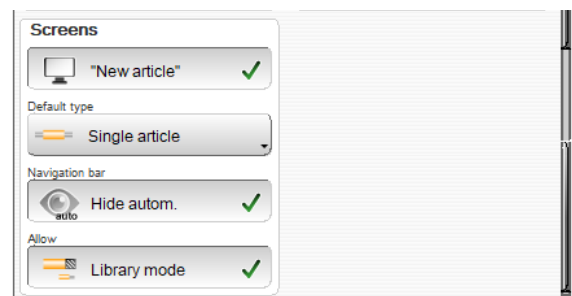 Screens
"New article"
Default type
Single article
Navigation bar
Hide autom.
auto
Allow
Library mode